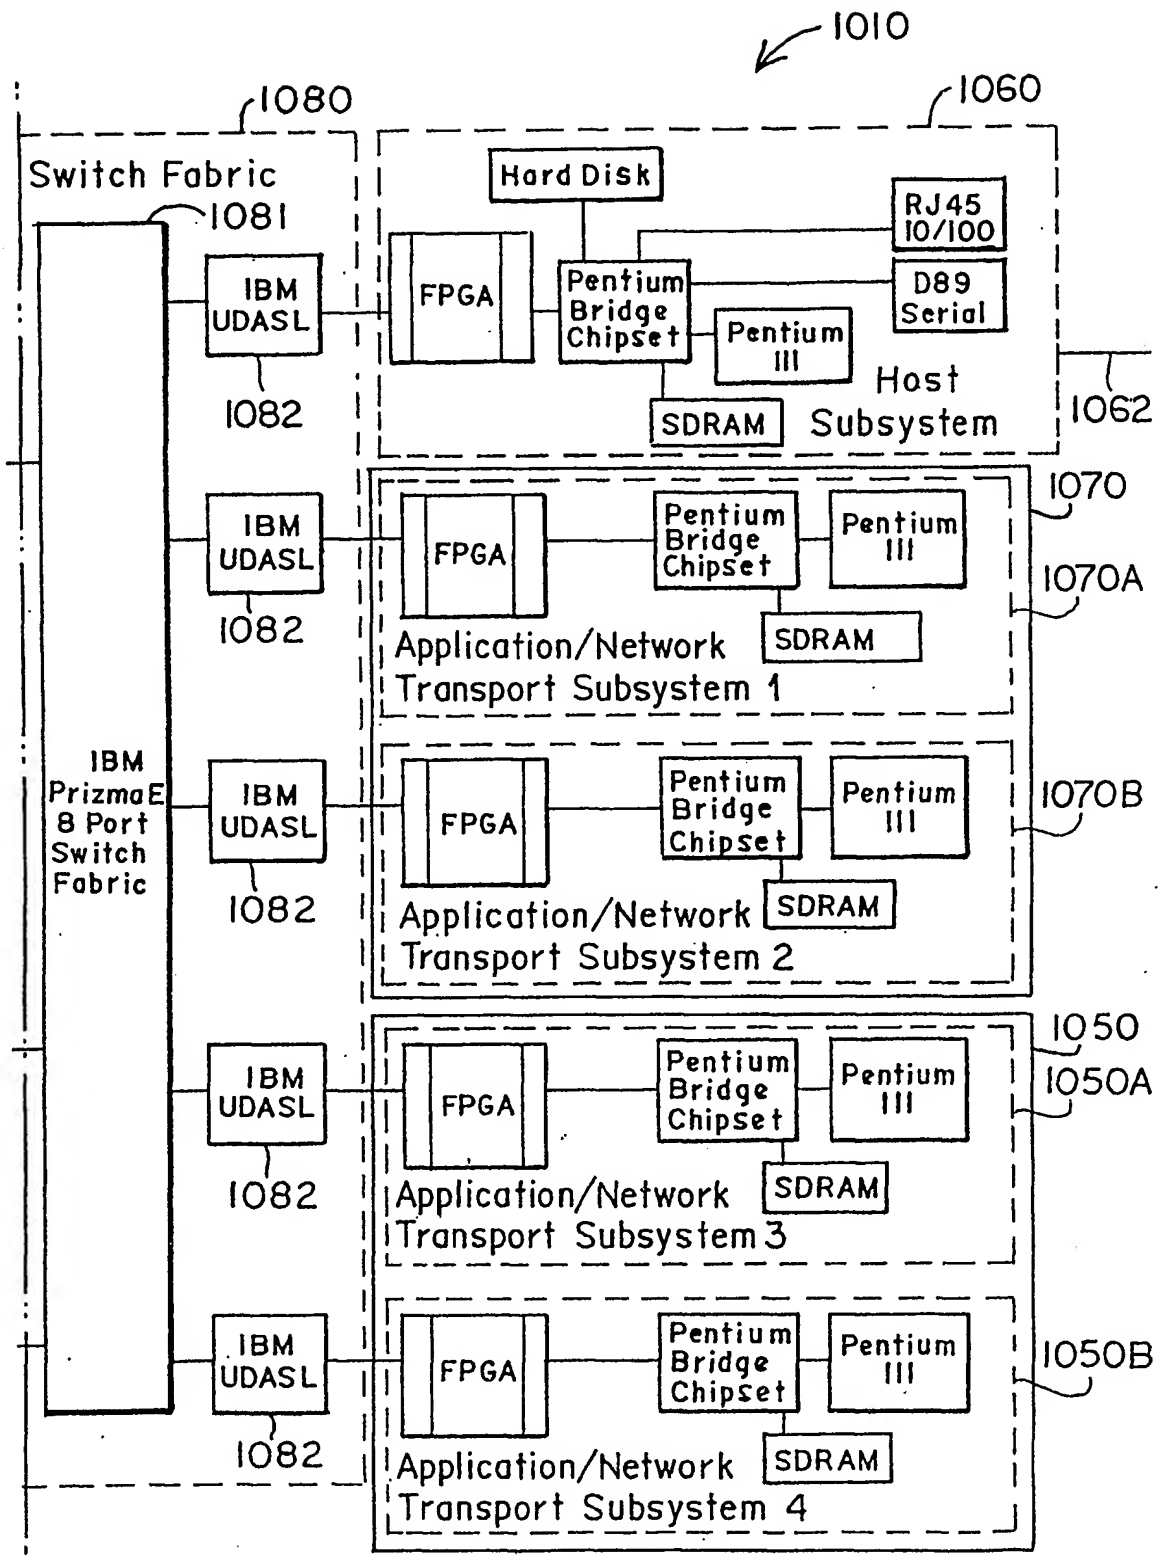 1010
1080
1060
Switch Fabric
1081
Hard Disk
RJ45
10/100
IBM
UDASL
FPGA
Pentium
Bridge
Chipset
D89
Serial
Pentium
III
1082
SDRAM
Host
Subsystem
1062
IBM
UDASL
FPGA
Pentium
Bridge
Chipset
Pentium
III
1070
1070A
1082
SDRAM
Application/Network
Transport Subsystem 1
IBM
PrizmaE
8 Port
Switch
Fabric
IBM
UDASL
FPGA
Pentium
Bridge
Chipset
Pentium
III
1070B
1082
SDRAM
Application/Network
Transport Subsystem 2
IBM
UDASL
FPGA
Pentium
Bridge
Chipset
Pentium
III
1050
1050A
1082
SDRAM
Application/Network
Transport Subsystem 3
IBM
UDASL
FPGA
Pentium
Bridge
Chipset
Pentium
III
1050B
1082
SDRAM
Application/Network
Transport Subsystem 4